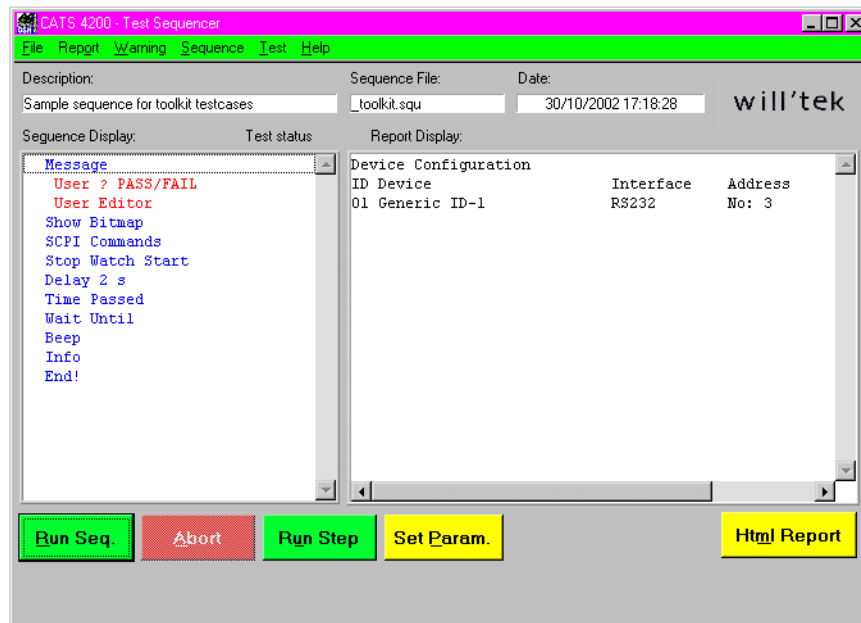 CATS 4200 - Test Sequencer
File Report Warning Sequence Test Help
Description: Sequence File: Date:
Sample sequence for toolkit testcases _toolkit.squ 30/10/2002 17:18:28 will'tek
Sequence Display: Test status Report Display:
Message
User ? PASS/FAIL
User Editor
Show Bitmap
SCPI Commands
Stop Watch Start
Delay 2 s
Time Passed
Wait Until
Beep
Info
End!
Device Configuration
ID Device Interface Address
01 Generic ID-1 RS232 No: 3
Run Seq. Abort Run Step Set Param. Html Report